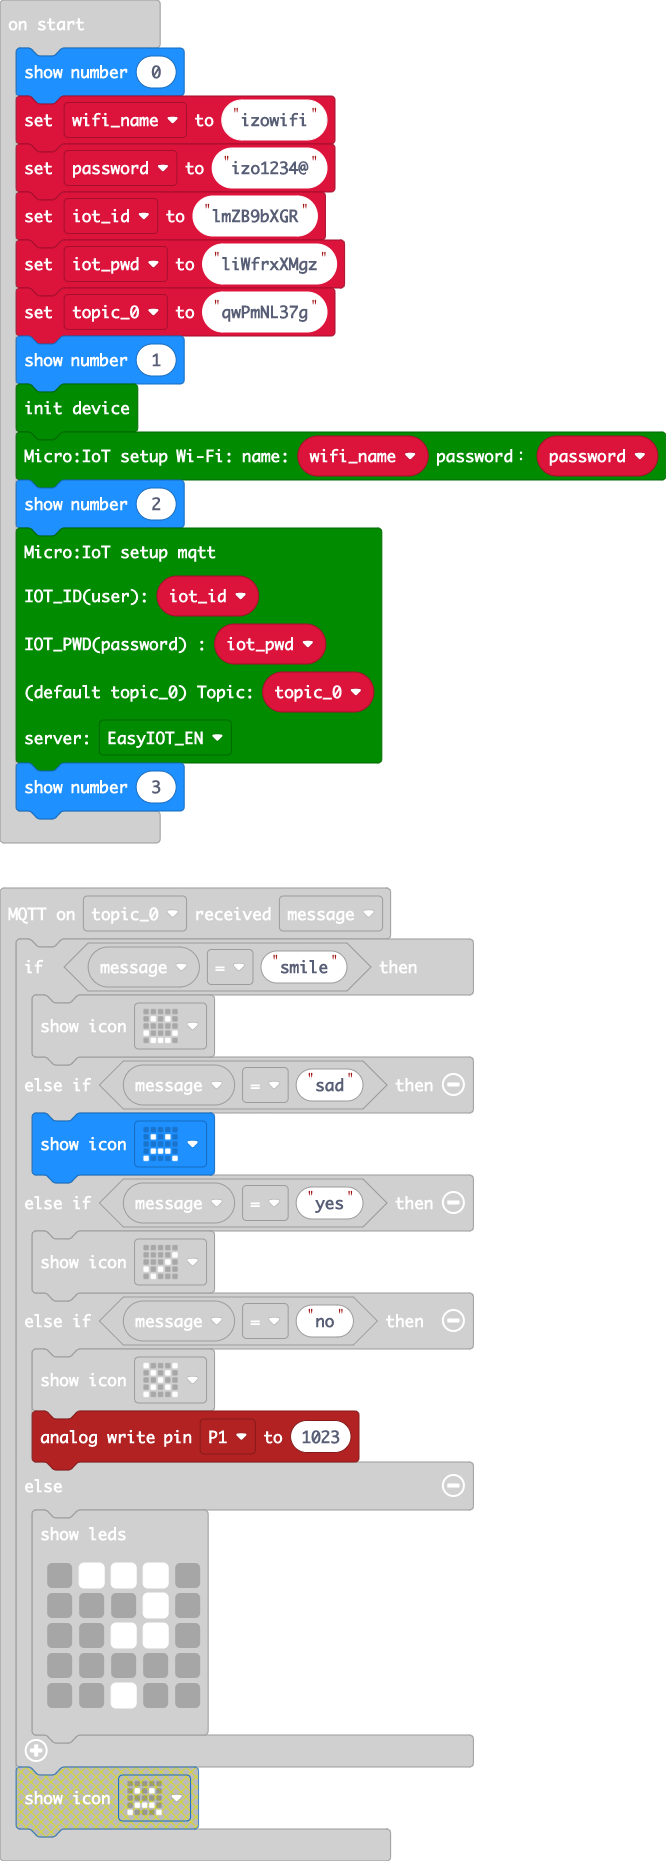 on start
show number 0
set wifi_name to "izowifi"
set password to "izo1234@"
set iot_id to "lmZB9bXGR"
set iot_pwd to "liWfrxXMgz"
set topic_0 to "qwPmNL37g"
show number 1
init device
Micro:IoT setup Wi-Fi: name: wifi_name password： password
show number 2
Micro:IoT setup mqtt
IOT_ID(user): iot_id
IOT_PWD(password) : iot_pwd
(default topic_0) Topic: topic_0
server: EasyIOT_EN
show number 3
MQTT on topic_0 received message
if message = "smile" then
show icon
else if message = "sad" then
show icon
else if message = "yes" then
show icon
else if message = "no" then
show icon
analog write pin P1 to 1023
else
show leds
show icon